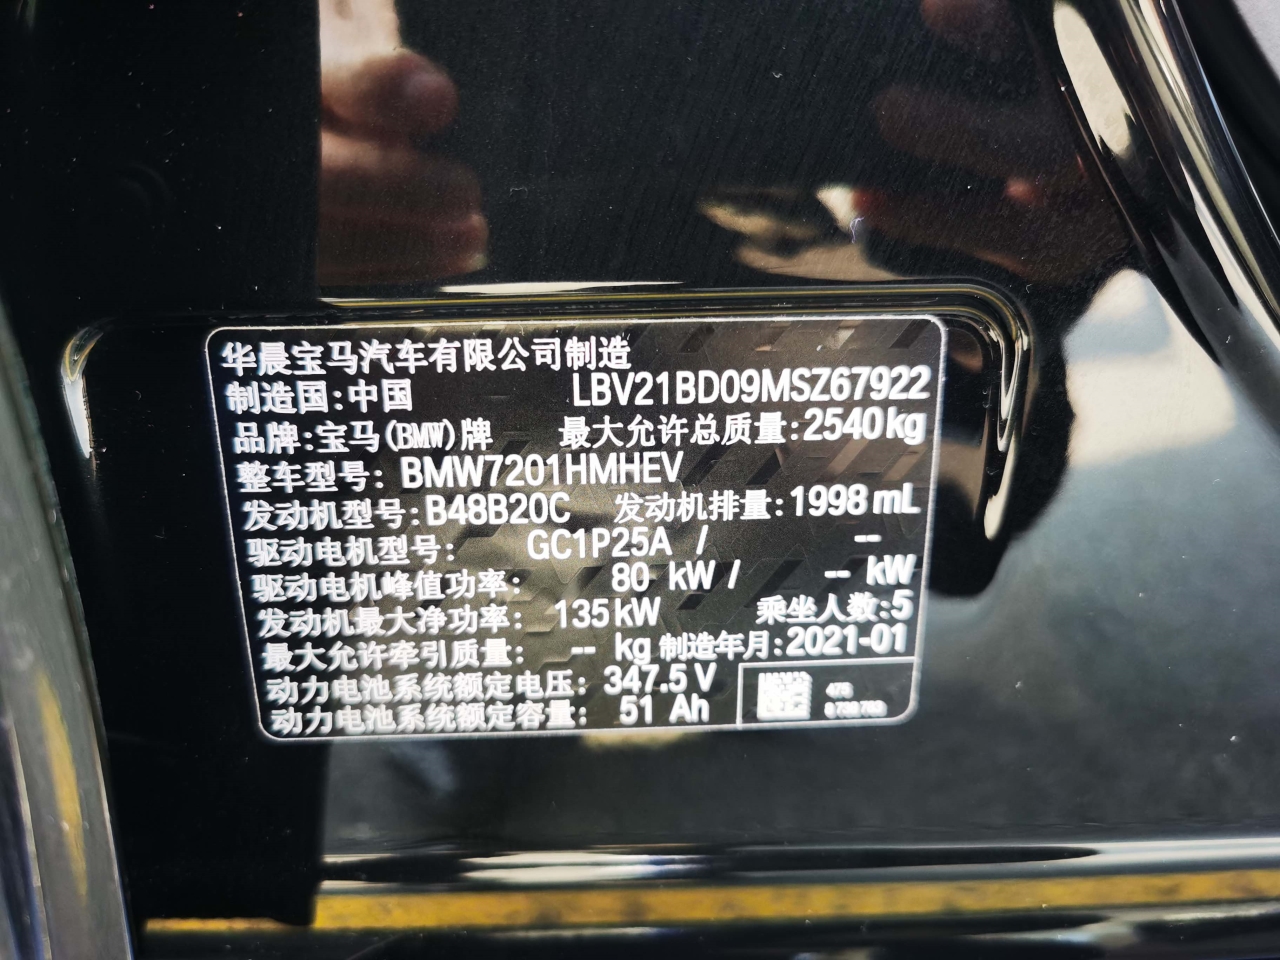 华晨宝马汽车有限公司制造
制造国:中国 LBV21BD09MSZ67922
品牌:宝马(BMW)牌 最大允许总质量:2540kg
整车型号: BMW7201HMHEV
发动机型号:B48B20C 发动机排量:1998mL
驱动电机型号: GC1P25A / --
驱动电机峰值功率: 80 kW / -- kW
发动机最大净功率: 135kW 乘坐人数:5
最大允许牵引质量: -- kg 制造年月:2021-01
动力电池系统额定电压: 347.5V
动力电池系统额定容量: 51 Ah